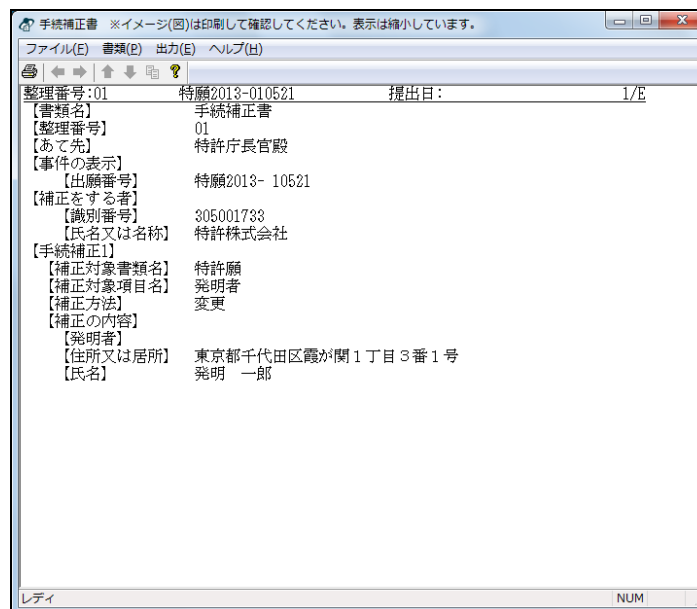 手続補正書 ※イメージ(図)は印刷して確認してください。表示は縮小しています。
ファイル(F) 書類(P) 出力(E) ヘルプ(H)
整理番号:01 特願2013-010521 提出日: 1/E
【書類名】 手続補正書
【整理番号】 01
【あて先】 特許庁長官殿
【事件の表示】
【出願番号】 特願2013- 10521
【補正をする者】
【識別番号】 305001733
【氏名又は名称】 特許株式会社
【手続補正1】
【補正対象書類名】 特許願
【補正対象項目名】 発明者
【補正方法】 変更
【補正の内容】
【発明者】
【住所又は居所】 東京都千代田区霞が関1丁目3番1号
【氏名】 発明 一郎
レディ NUM